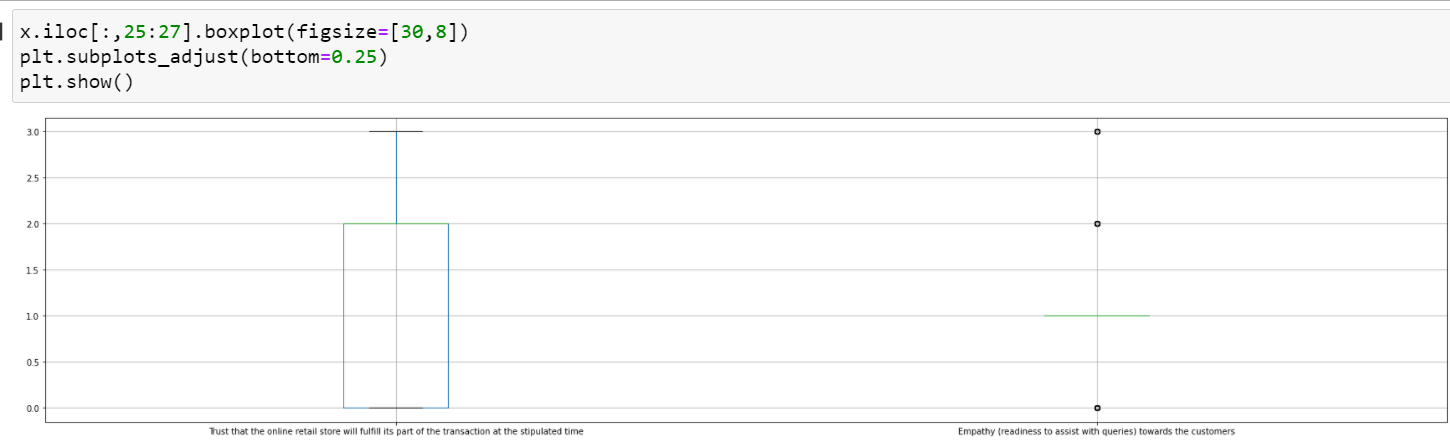 x.iloc[:,25:27].boxplot(figsize=[30,8])
plt.subplots_adjust(bottom=0.25)
plt.show()
3.0
2.5
2.0
1.5
1.0
0.5
0.0
Trust that the online retail store will fulfill its part of the transaction at the stipulated time
Empathy (readiness to assist with queries) towards the customers